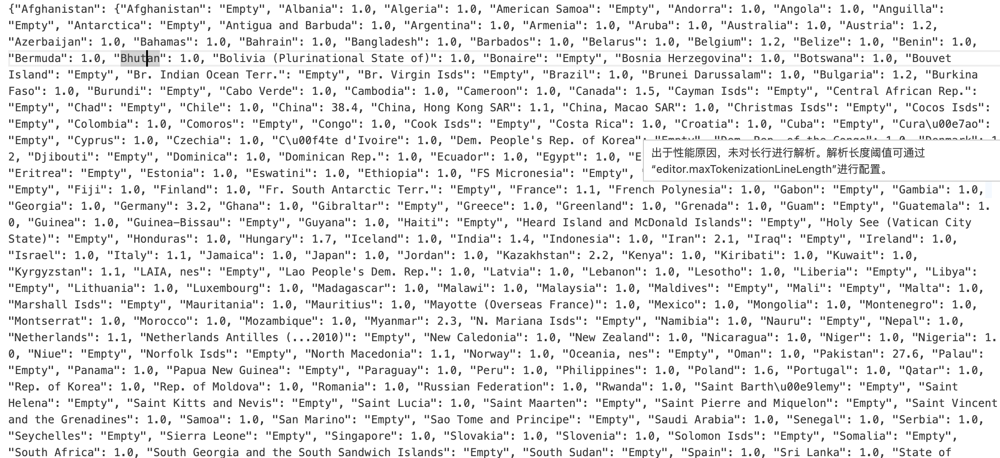 {"Afghanistan": {"Afghanistan": "Empty", "Albania": 1.0, "Algeria": 1.0, "American Samoa": "Empty", "Andorra": 1.0, "Angola": 1.0, "Anguilla":
"Empty", "Antarctica": "Empty", "Antigua and Barbuda": 1.0, "Argentina": 1.0, "Armenia": 1.0, "Aruba": 1.0, "Australia": 1.0, "Austria": 1.2,
"Azerbaijan": 1.0, "Bahamas": 1.0, "Bahrain": 1.0, "Bangladesh": 1.0, "Barbados": 1.0, "Belarus": 1.0, "Belgium": 1.2, "Belize": 1.0, "Benin": 1.0,
"Bermuda": 1.0, "Bhutan": 1.0, "Bolivia (Plurinational State of)": 1.0, "Bonaire": "Empty", "Bosnia Herzegovina": 1.0, "Botswana": 1.0, "Bouvet
Island": "Empty", "Br. Indian Ocean Terr.": "Empty", "Br. Virgin Isds": "Empty", "Brazil": 1.0, "Brunei Darussalam": 1.0, "Bulgaria": 1.2, "Burkina
Faso": 1.0, "Burundi": "Empty", "Cabo Verde": 1.0, "Cambodia": 1.0, "Cameroon": 1.0, "Canada": 1.5, "Cayman Isds": "Empty", "Central African Rep.":
"Empty", "Chad": "Empty", "Chile": 1.0, "China": 38.4, "China, Hong Kong SAR": 1.1, "China, Macao SAR": 1.0, "Christmas Isds": "Empty", "Cocos Isds":
"Empty", "Colombia": 1.0, "Comoros": "Empty", "Congo": 1.0, "Cook Isds": "Empty", "Costa Rica": 1.0, "Croatia": 1.0, "Cuba": "Empty", "Cura\u00e7ao":
"Empty", "Cyprus": 1.0, "Czechia": 1.0, "C\u00f4te d'Ivoire": 1.0, "Dem. People's Rep. of Korea": "Empty", "Dem. Rep. of the Congo": 1.0, "Denmark": 1.
2, "Djibouti": "Empty", "Dominica": 1.0, "Dominican Rep.": 1.0, "Ecuador": 1.0, "Egypt": 1.0, "E
出于性能原因，未对长行进行解析。解析长度阈值可通过
“editor.maxTokenizationLineLength”进行配置。
"Eritrea": "Empty", "Estonia": 1.0, "Eswatini": 1.0, "Ethiopia": 1.0, "FS Micronesia": "Empty",
"Empty", "Fiji": 1.0, "Finland": 1.0, "Fr. South Antarctic Terr.": "Empty", "France": 1.1, "French Polynesia": 1.0, "Gabon": "Empty", "Gambia": 1.0,
"Georgia": 1.0, "Germany": 3.2, "Ghana": 1.0, "Gibraltar": "Empty", "Greece": 1.0, "Greenland": 1.0, "Grenada": 1.0, "Guam": "Empty", "Guatemala": 1.
0, "Guinea": 1.0, "Guinea-Bissau": "Empty", "Guyana": 1.0, "Haiti": "Empty", "Heard Island and McDonald Islands": "Empty", "Holy See (Vatican City
State)": "Empty", "Honduras": 1.0, "Hungary": 1.7, "Iceland": 1.0, "India": 1.4, "Indonesia": 1.0, "Iran": 2.1, "Iraq": "Empty", "Ireland": 1.0,
"Israel": 1.0, "Italy": 1.1, "Jamaica": 1.0, "Japan": 1.0, "Jordan": 1.0, "Kazakhstan": 2.2, "Kenya": 1.0, "Kiribati": 1.0, "Kuwait": 1.0,
"Kyrgyzstan": 1.1, "LAIA, nes": "Empty", "Lao People's Dem. Rep.": 1.0, "Latvia": 1.0, "Lebanon": 1.0, "Lesotho": 1.0, "Liberia": "Empty", "Libya":
"Empty", "Lithuania": 1.0, "Luxembourg": 1.0, "Madagascar": 1.0, "Malawi": 1.0, "Malaysia": 1.0, "Maldives": "Empty", "Mali": "Empty", "Malta": 1.0,
"Marshall Isds": "Empty", "Mauritania": 1.0, "Mauritius": 1.0, "Mayotte (Overseas France)": 1.0, "Mexico": 1.0, "Mongolia": 1.0, "Montenegro": 1.0,
"Montserrat": 1.0, "Morocco": 1.0, "Mozambique": 1.0, "Myanmar": 2.3, "N. Mariana Isds": "Empty", "Namibia": 1.0, "Nauru": "Empty", "Nepal": 1.0,
"Netherlands": 1.1, "Netherlands Antilles (...2010)": "Empty", "New Caledonia": 1.0, "New Zealand": 1.0, "Nicaragua": 1.0, "Niger": 1.0, "Nigeria": 1.
0, "Niue": "Empty", "Norfolk Isds": "Empty", "North Macedonia": 1.1, "Norway": 1.0, "Oceania, nes": "Empty", "Oman": 1.0, "Pakistan": 27.6, "Palau":
"Empty", "Panama": 1.0, "Papua New Guinea": "Empty", "Paraguay": 1.0, "Peru": 1.0, "Philippines": 1.0, "Poland": 1.6, "Portugal": 1.0, "Qatar": 1.0,
"Rep. of Korea": 1.0, "Rep. of Moldova": 1.0, "Romania": 1.0, "Russian Federation": 1.0, "Rwanda": 1.0, "Saint Barth\u00e9lemy": "Empty", "Saint
Helena": "Empty", "Saint Kitts and Nevis": "Empty", "Saint Lucia": 1.0, "Saint Maarten": "Empty", "Saint Pierre and Miquelon": "Empty", "Saint Vincent
and the Grenadines": 1.0, "Samoa": 1.0, "San Marino": "Empty", "Sao Tome and Principe": "Empty", "Saudi Arabia": 1.0, "Senegal": 1.0, "Serbia": 1.0,
"Seychelles": "Empty", "Sierra Leone": "Empty", "Singapore": 1.0, "Slovakia": 1.0, "Slovenia": 1.0, "Solomon Isds": "Empty", "Somalia": "Empty",
"South Africa": 1.0, "South Georgia and the South Sandwich Islands": "Empty", "South Sudan": "Empty", "Spain": 1.0, "Sri Lanka": 1.0, "State of